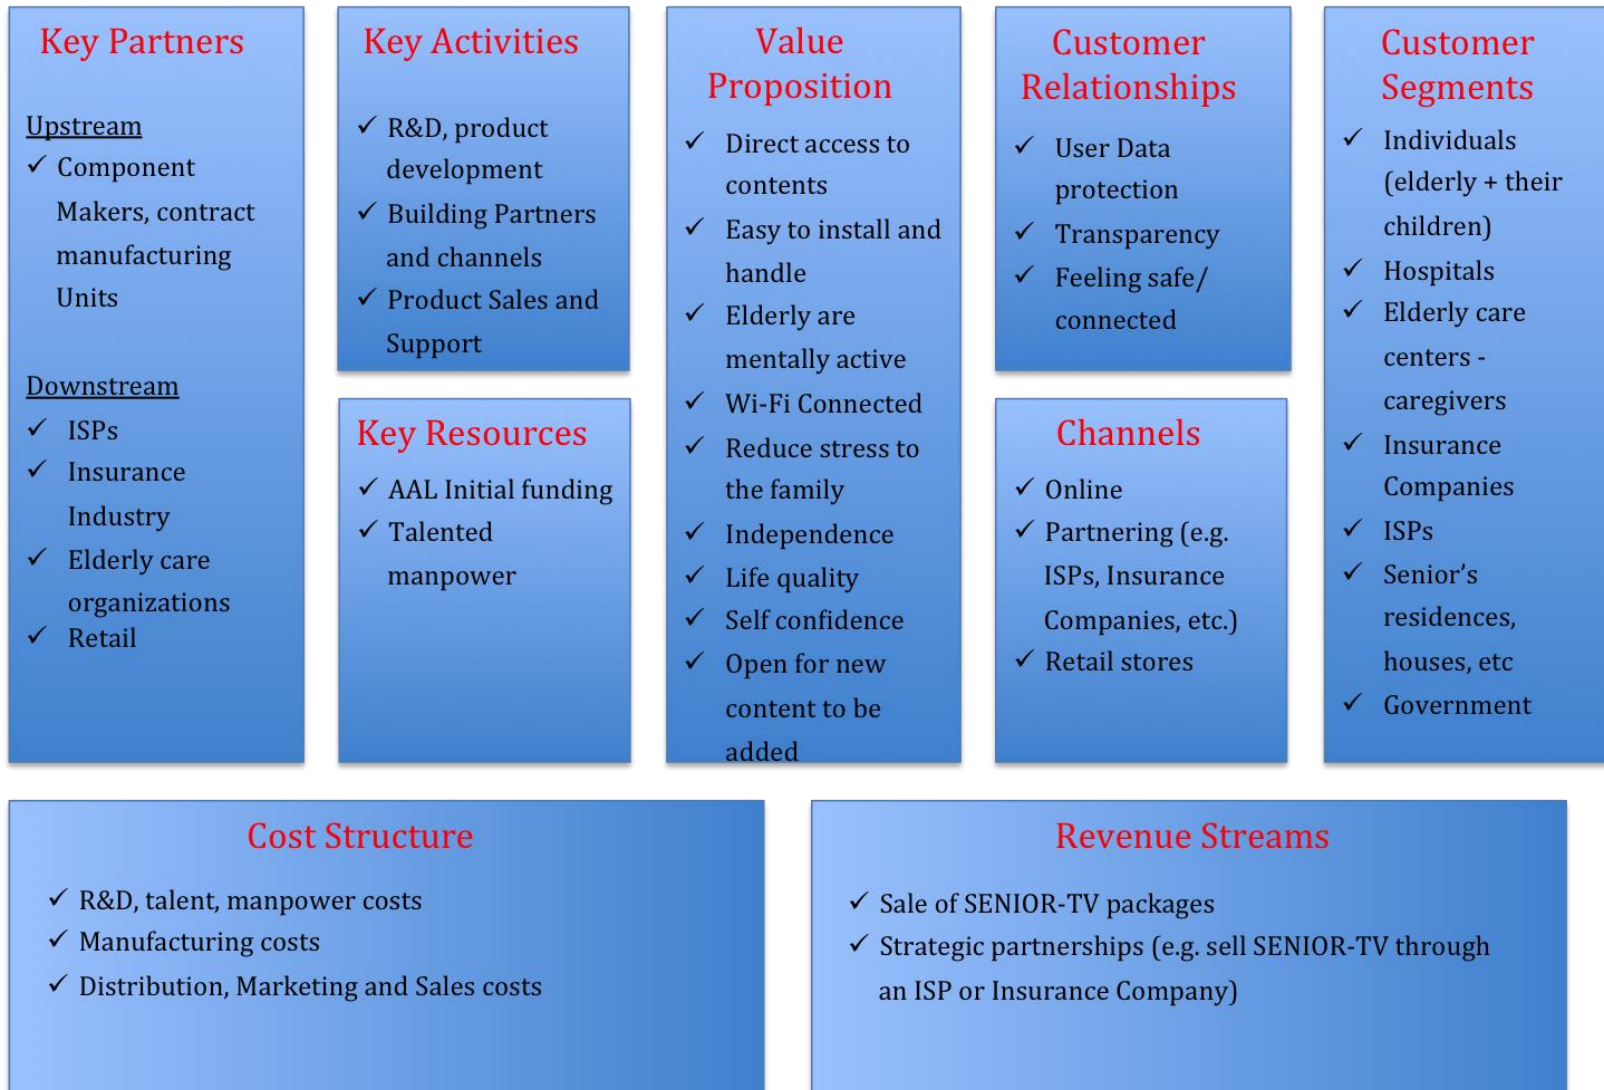 Key Partners
Upstream
✓ Component
Makers, contract
manufacturing
Units
Downstream
✓ ISPs
✓ Insurance
Industry
✓ Elderly care
organizations
✓ Retail
Key Activities
✓ R&D, product
development
✓ Building Partners
and channels
✓ Product Sales and
Support
Key Resources
✓ AAL Initial funding
✓ Talented
manpower
Value
Proposition
✓ Direct access to
contents
✓ Easy to install and
handle
✓ Elderly are
mentally active
✓ Wi-Fi Connected
✓ Reduce stress to
the family
✓ Independence
✓ Life quality
✓ Self confidence
✓ Open for new
content to be
added
Customer
Relationships
✓ User Data
protection
✓ Transparency
✓ Feeling safe/
connected
Channels
✓ Online
✓ Partnering (e.g.
ISPs, Insurance
Companies, etc.)
✓ Retail stores
Customer
Segments
✓ Individuals
(elderly + their
children)
✓ Hospitals
✓ Elderly care
centers -
caregivers
✓ Insurance
Companies
✓ ISPs
✓ Senior’s
residences,
houses, etc
✓ Government
Cost Structure
✓ R&D, talent, manpower costs
✓ Manufacturing costs
✓ Distribution, Marketing and Sales costs
Revenue Streams
✓ Sale of SENIOR-TV packages
✓ Strategic partnerships (e.g. sell SENIOR-TV through
an ISP or Insurance Company)